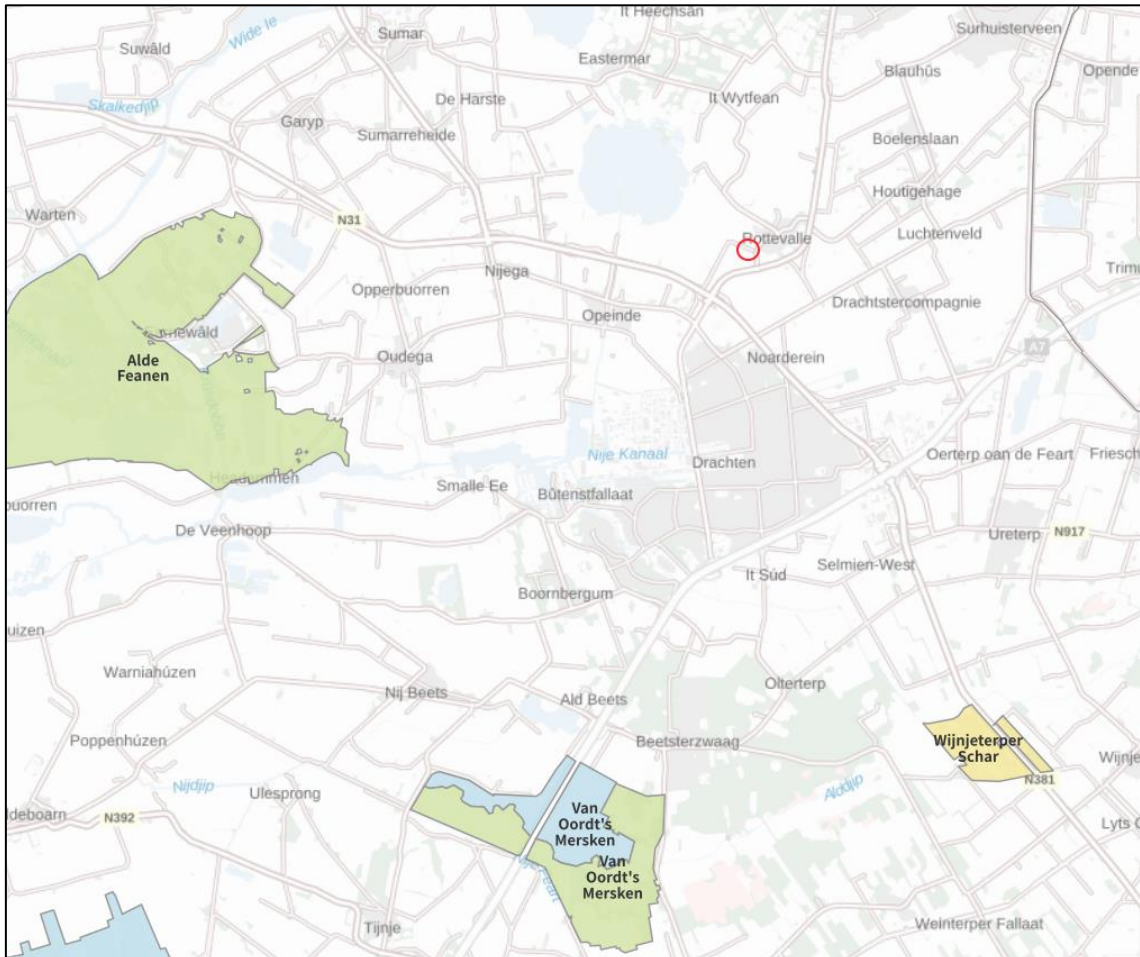 It Heechsân
Suwâld
Wide Ie
Sumar
Surhuisterveen
Eastermar
Blauhûs
Opende
Skalkedjip
De Harste
It Wytfean
Garyp
Sumarreheide
Boelenslaan
Houtigehage
Warten
N31
Rottevalle
Luchtenveld
Nijega
Opperbuorren
Drachtstercompagnie
Opeinde
A7
Alde
Feanen
Oudega
Noarderein
Nije Kanaal
Drachten
Oerterp oan de Feart
Smalle Ee
Bûtenstfallaat
De Veenhoop
Ureterp
N917
It Súd
Selmien-West
Boornbergum
Warniahúzen
Nij Beets
Ald Beets
Olterterp
Poppenhúzen
Beetsterzwaag
Wijnjeterper
Schar
Nijdjip
Ulesprong
Alddjip
N381
N392
Van
Oordt's
Mersken
Van
Oordt's
Mersken
Tijnje
Weinterper Fallaat